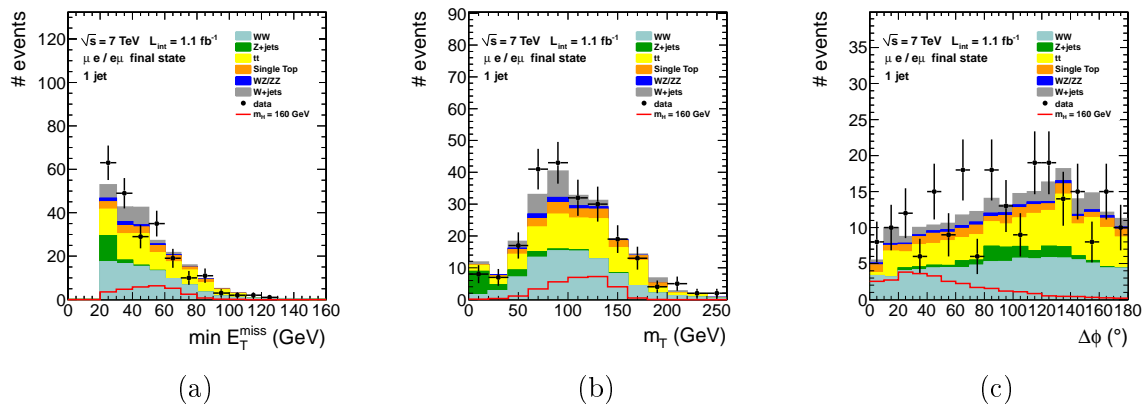 # events
120
100
80
60
40
20
0
√s = 7 TeV L_int = 1.1 fb⁻¹
μ e / eμ final state
1 jet
WW
Z+jets
tt
Single Top
WZ/ZZ
W+jets
data
m_H = 160 GeV
0 20 40 60 80 100 120 140 160
min E_T^miss (GeV)
(a)
# events
90
80
70
60
50
40
30
20
10
0
√s = 7 TeV L_int = 1.1 fb⁻¹
μ e / eμ final state
1 jet
WW
Z+jets
tt
Single Top
WZ/ZZ
W+jets
data
m_H = 160 GeV
0 50 100 150 200 250
m_T (GeV)
(b)
# events
35
30
25
20
15
10
5
0
√s = 7 TeV L_int = 1.1 fb⁻¹
μ e / eμ final state
1 jet
WW
Z+jets
tt
Single Top
WZ/ZZ
W+jets
data
m_H = 160 GeV
0 20 40 60 80 100 120 140 160 180
Δϕ (°)
(c)